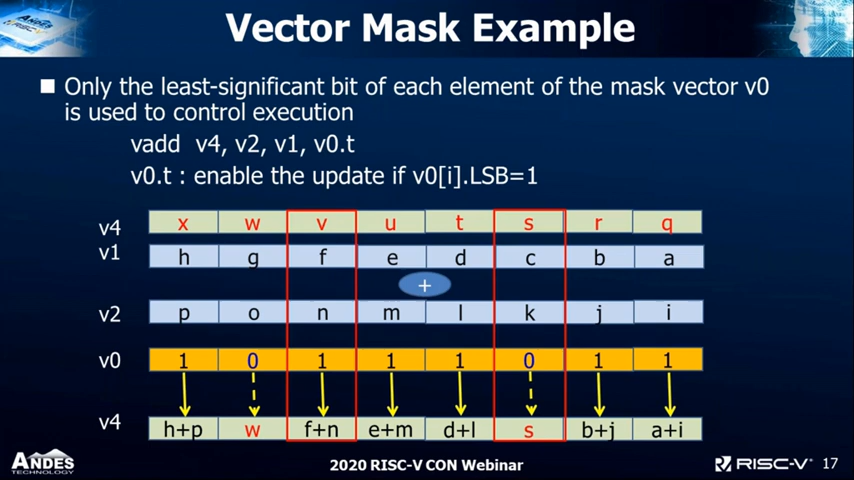 Vector Mask Example
Only the least-significant bit of each element of the mask vector v0
is used to control execution
vadd v4, v2, v1, v0.t
v0.t : enable the update if v0[i].LSB=1
v4 x w v u t s r q
v1 h g f e d c b a
+
v2 p o n m l k j i
v0 1 0 1 1 1 0 1 1
v4 h+p w f+n e+m d+l s b+j a+i
ANDES
TECHNOLOGY
2020 RISC-V CON Webinar
RISC-V® 17